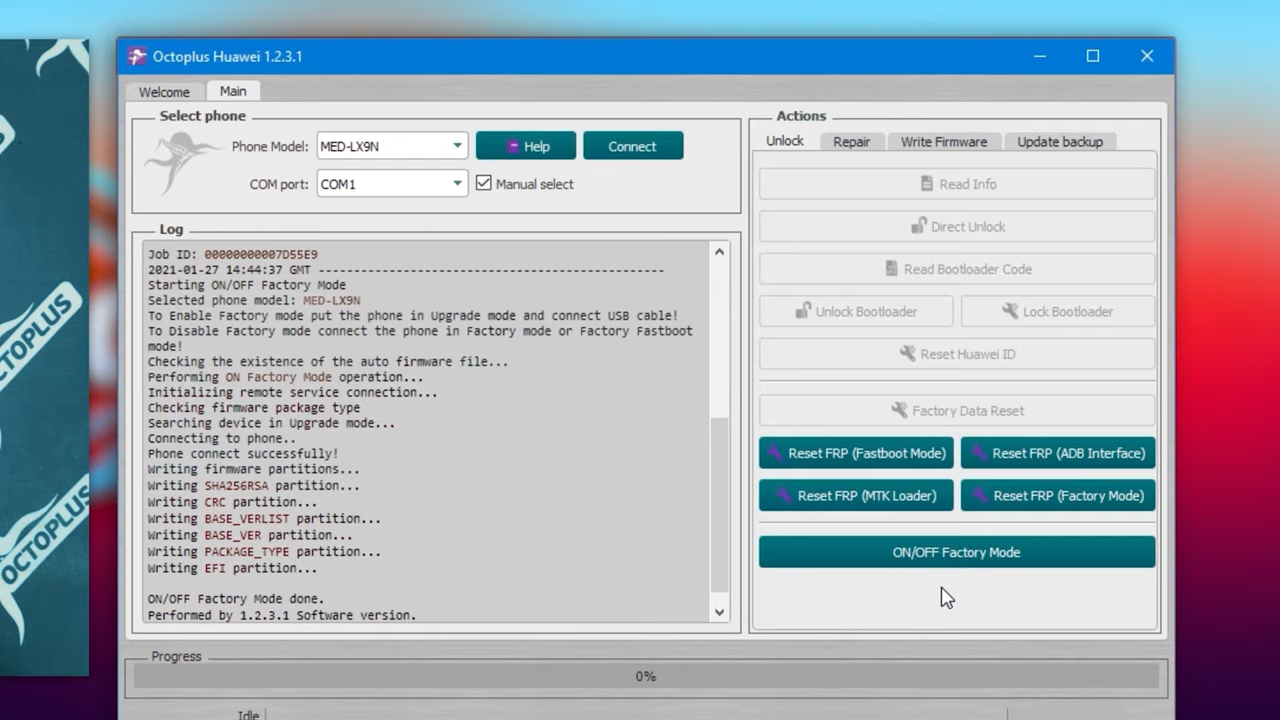 Octoplus Huawei 1.2.3.1
Welcome
Main
Select phone
Phone Model:
MED-LX9N
Help
Connect
COM port:
COM1
Manual select
Log
Job ID: 00000000007D55E9
2021-01-27 14:44:37 GMT -------------------------------------------------
Starting ON/OFF Factory Mode
Selected phone model: MED-LX9N
To Enable Factory mode put the phone in Upgrade mode and connect USB cable!
To Disable Factory mode connect the phone in Factory mode or Factory Fastboot
mode!
Checking the existence of the auto firmware file...
Performing ON Factory Mode operation...
Initializing remote service connection...
Checking firmware package type
Searching device in Upgrade mode...
Connecting to phone..
Phone connect successfully!
Writing firmware partitions...
Writing SHA256RSA partition...
Writing CRC partition...
Writing BASE_VERLIST partition...
Writing BASE_VER partition...
Writing PACKAGE_TYPE partition...
Writing EFI partition...
ON/OFF Factory Mode done.
Performed by 1.2.3.1 Software version.
Actions
Unlock
Repair
Write Firmware
Update backup
Read Info
Direct Unlock
Read Bootloader Code
Unlock Bootloader
Lock Bootloader
Reset Huawei ID
Factory Data Reset
Reset FRP (Fastboot Mode)
Reset FRP (ADB Interface)
Reset FRP (MTK Loader)
Reset FRP (Factory Mode)
ON/OFF Factory Mode
Progress
0%
Idle
CTOPLUS
OCTOPLUS